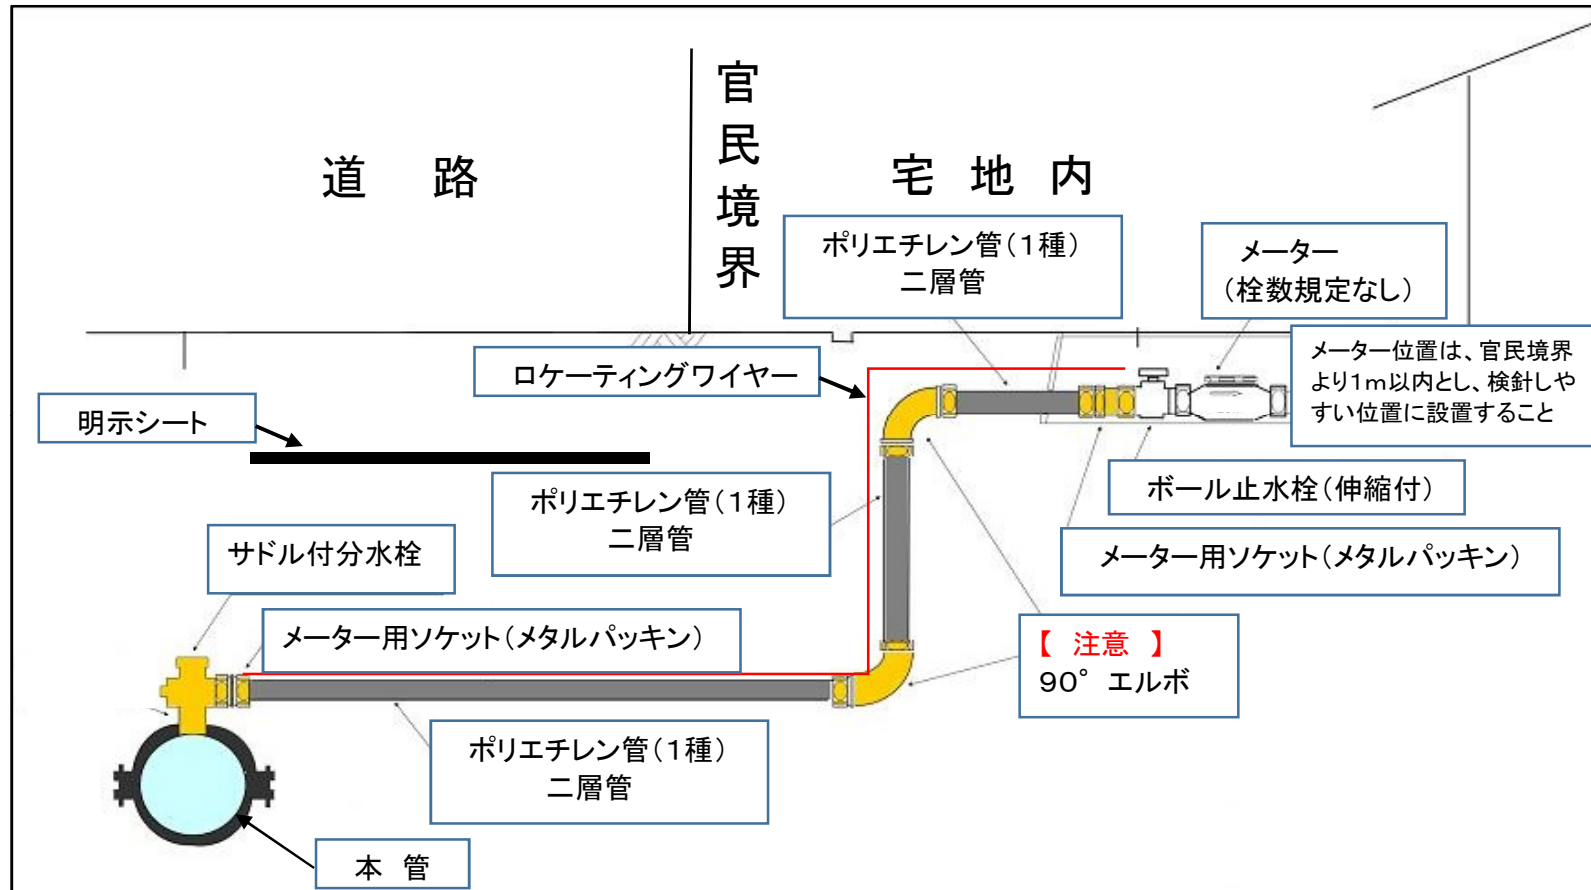 官民境界
道 路
宅 地 内
ポリエチレン管(1種)
二層管
メーター
(栓数規定なし)
ロケーティングワイヤー
メーター位置は、官民境界
より1m以内とし、検針しや
すい位置に設置すること
明示シート
ポリエチレン管(1種)
二層管
ボール止水栓(伸縮付)
サドル付分水栓
メーター用ソケット(メタルパッキン)
メーター用ソケット(メタルパッキン)
【 注意 】
90° エルボ
ポリエチレン管(1種)
二層管
本 管